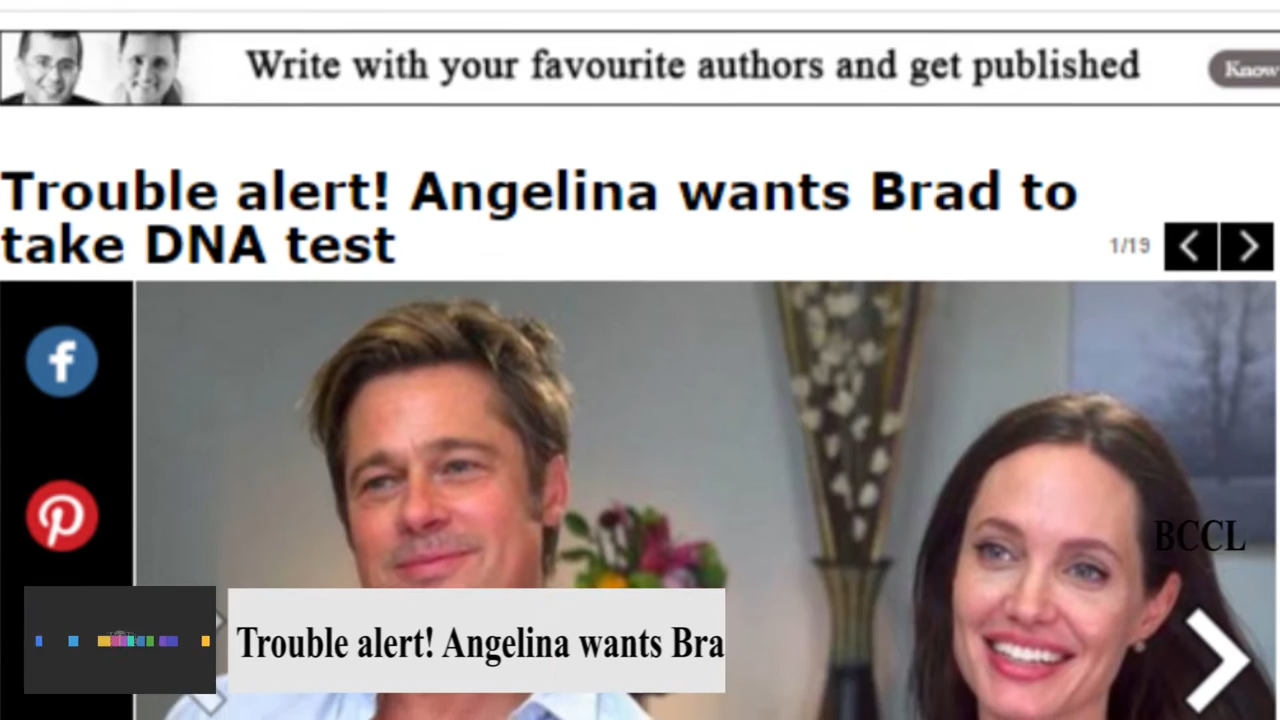 Write with your favourite authors and get published
Know
Trouble alert! Angelina wants Brad to
take DNA test
1/19
BCCL
Trouble alert! Angelina wants Bra